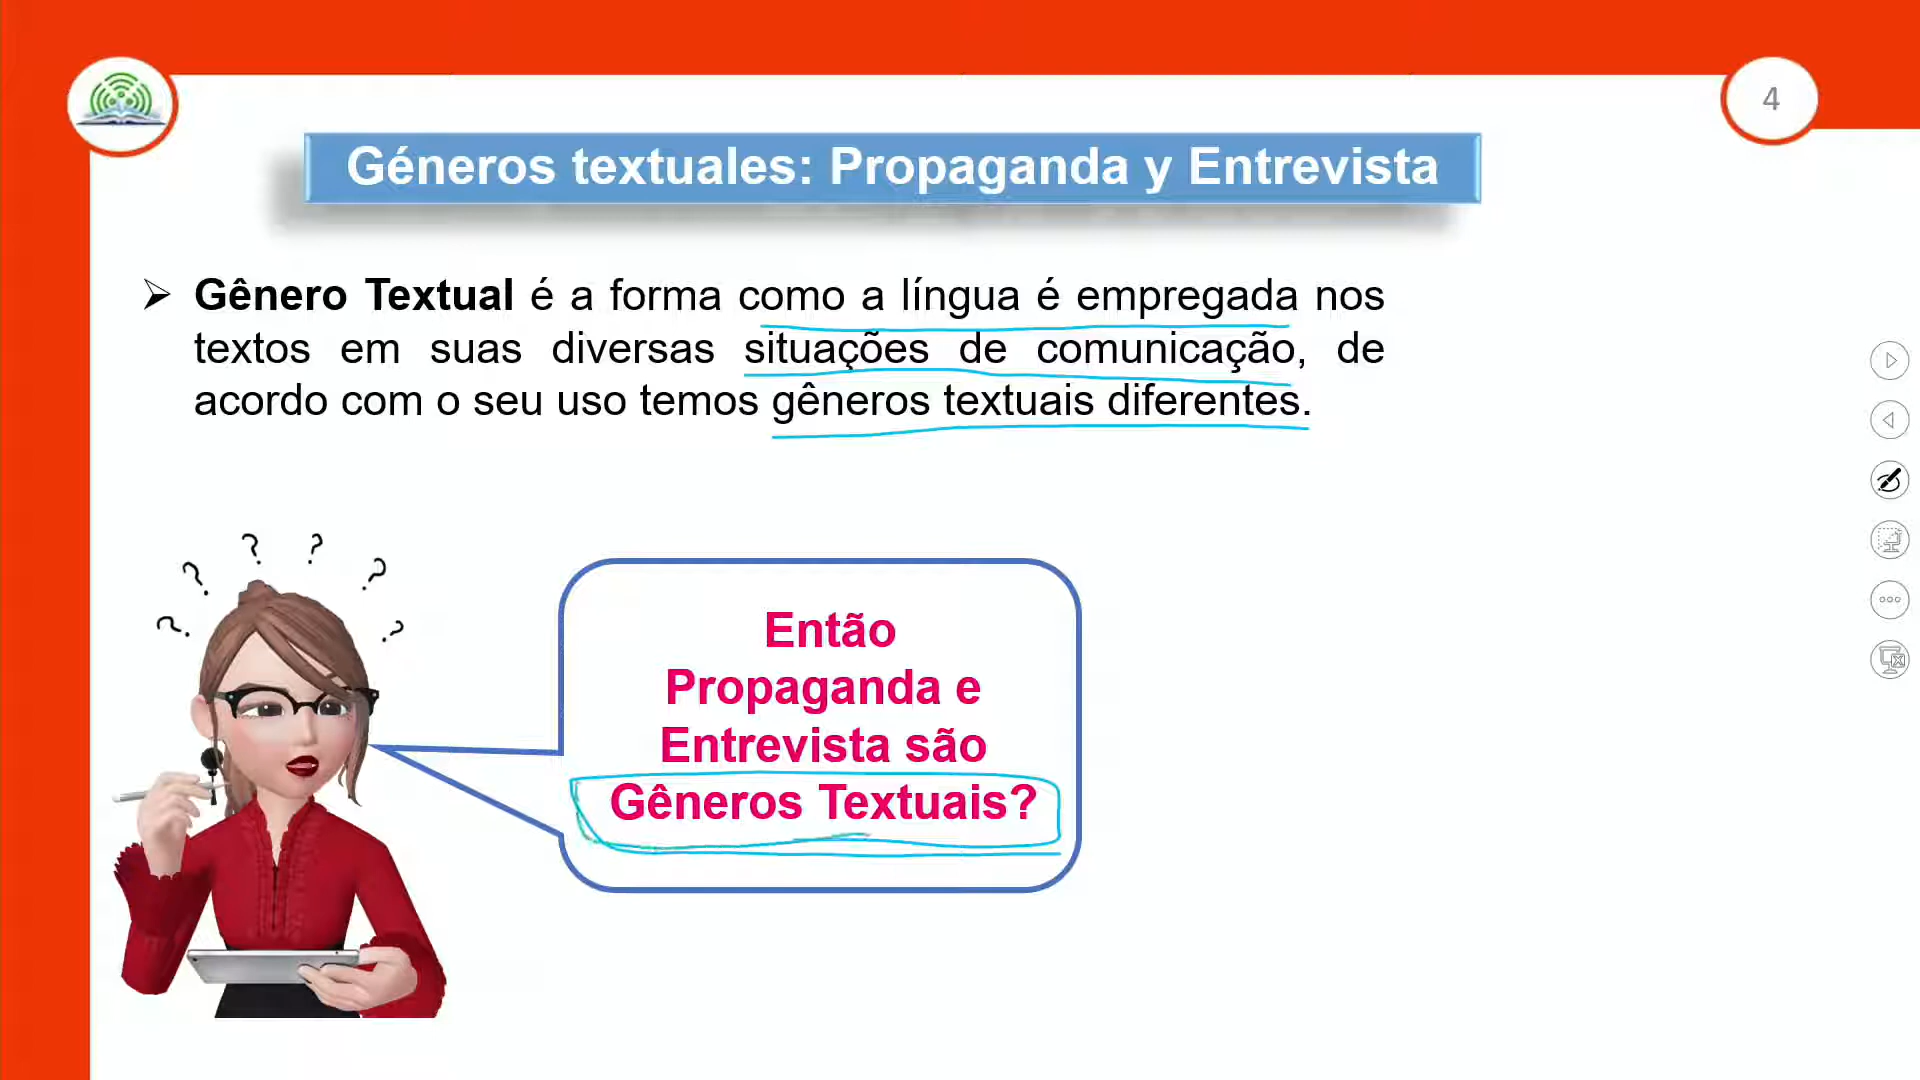 4
Géneros textuales: Propaganda y Entrevista
Gênero Textual é a forma como a língua é empregada nos
textos em suas diversas situações de comunicação, de
acordo com o seu uso temos gêneros textuais diferentes.
? ? ? ? ? ?
Então
Propaganda e
Entrevista são
Gêneros Textuais?